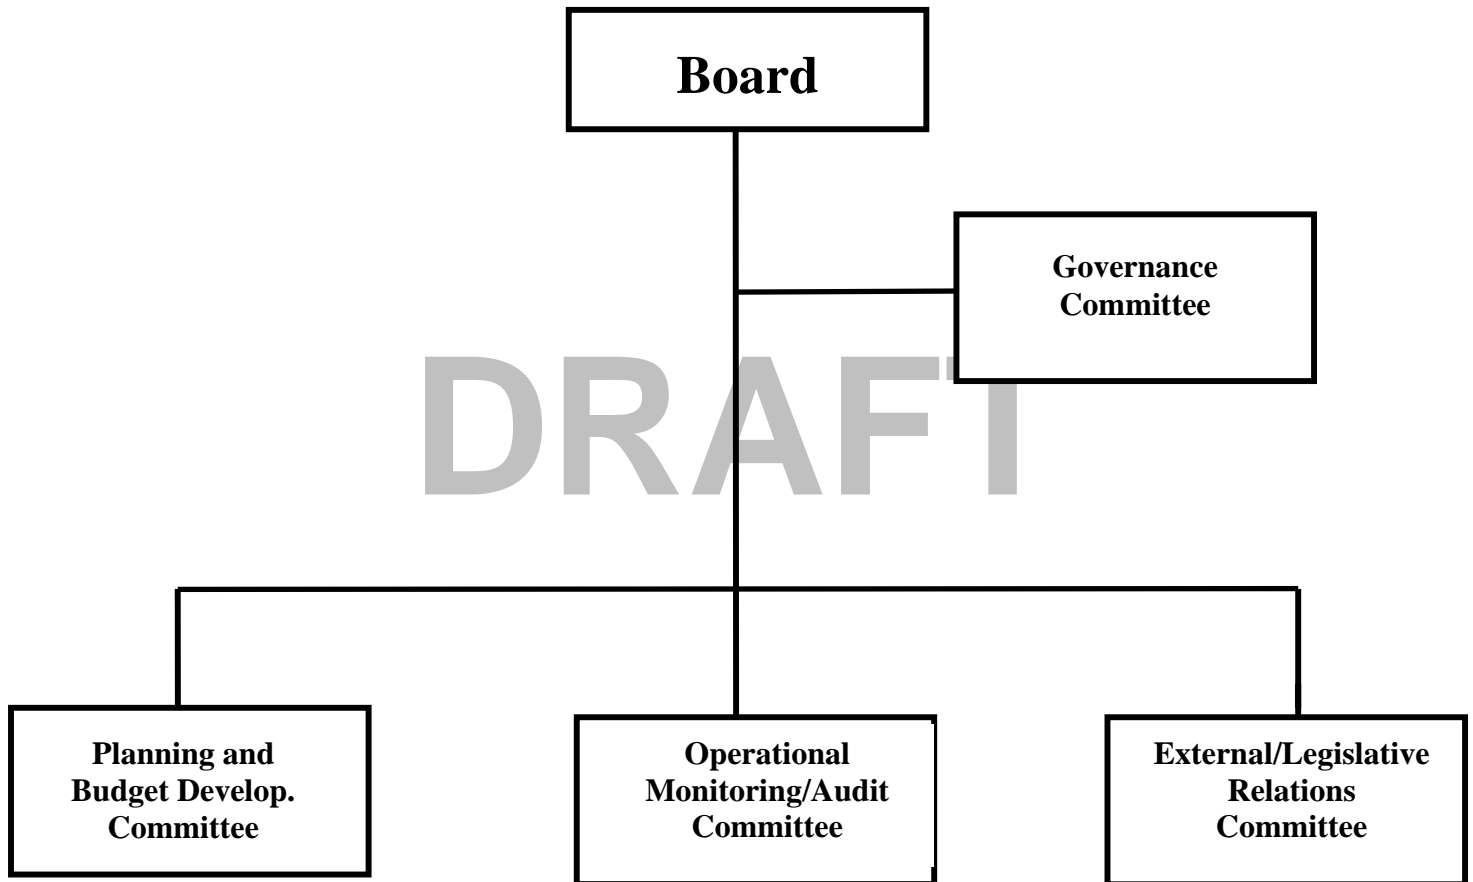 Board
Governance
Committee
DRAFT
Planning and
Budget Develop.
Committee
Operational
Monitoring/Audit
Committee
External/Legislative
Relations
Committee